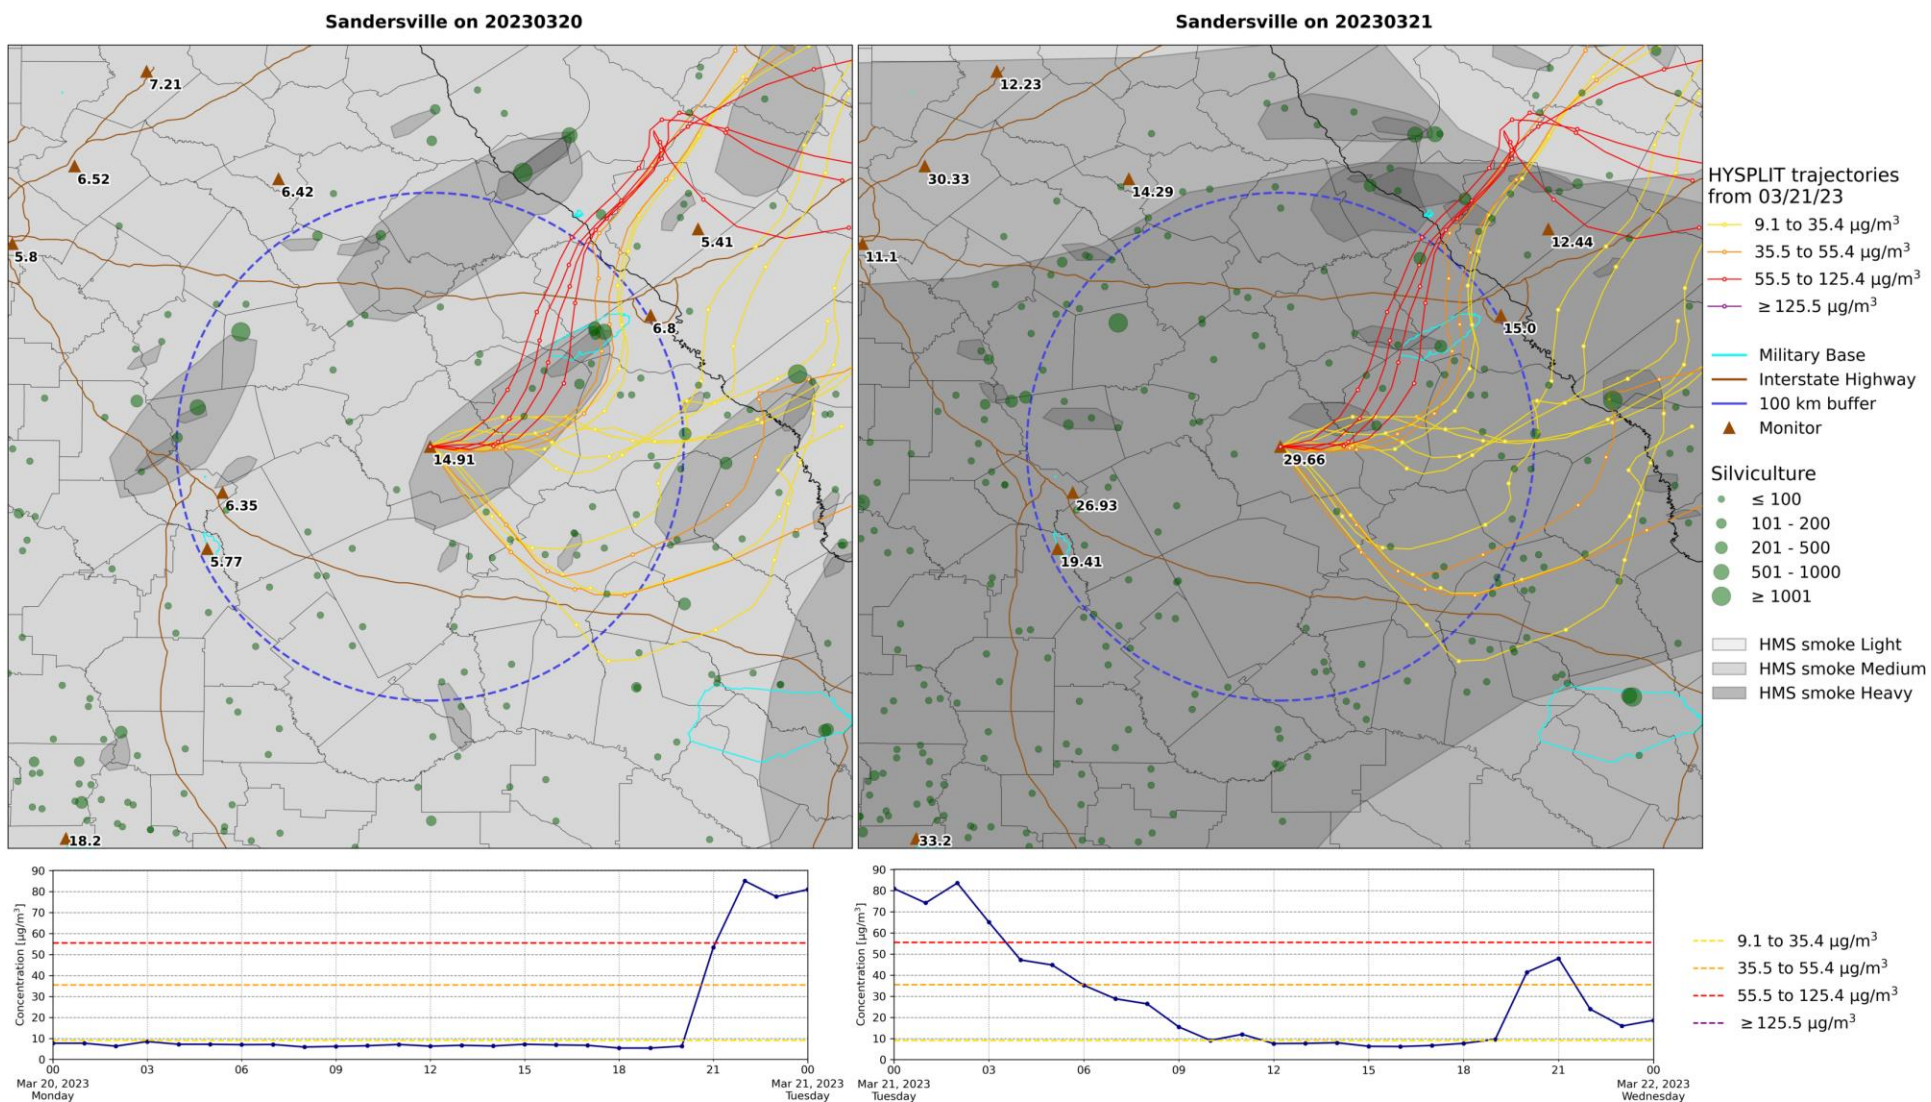 Sandersville on 20230320
7.21
6.52
6.42
5.8
5.41
6.8
14.91
6.35
5.77
18.2
Sandersville on 20230321
12.23
30.33
14.29
11.1
12.44
15.0
29.66
26.93
19.41
33.2
HYSPLIT trajectories
from 03/21/23
9.1 to 35.4 µg/m³
35.5 to 55.4 µg/m³
55.5 to 125.4 µg/m³
≥ 125.5 µg/m³
Military Base
Interstate Highway
100 km buffer
Monitor
Silviculture
≤ 100
101 - 200
201 - 500
501 - 1000
≥ 1001
HMS smoke Light
HMS smoke Medium
HMS smoke Heavy
Concentration [µg/m³]
90
80
70
60
50
40
30
20
10
0
00 03 06 09 12 15 18 21 00
Mar 20, 2023 Mar 21, 2023
Monday Tuesday
Concentration [µg/m³]
90
80
70
60
50
40
30
20
10
0
00 03 06 09 12 15 18 21 00
Mar 21, 2023 Mar 22, 2023
Tuesday Wednesday
9.1 to 35.4 µg/m³
35.5 to 55.4 µg/m³
55.5 to 125.4 µg/m³
≥ 125.5 µg/m³